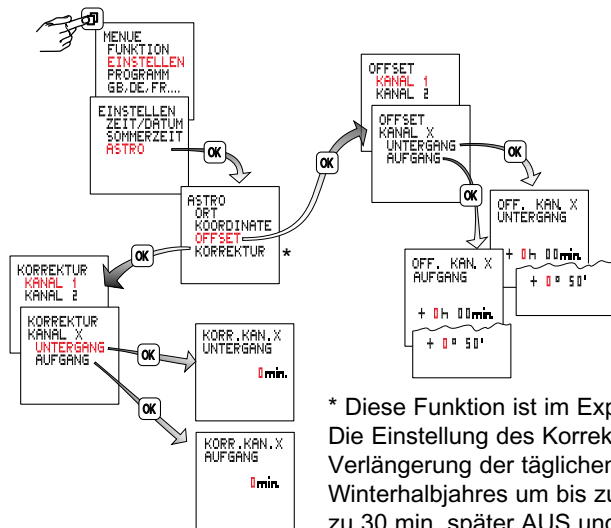 MENUE
FUNKTION
EINSTELLEN
PROGRAMM
GB,DE,FR....
EINSTELLEN
ZEIT/DATUM
SOMMERZEIT
ASTRO
OK
ASTRO
ORT
KOORDINATE
OFFSET
KORREKTUR
*
OK
OFFSET
KANAL 1
KANAL 2
OFFSET
KANAL X
UNTERGANG
AUFGANG
OK
OK
OFF. KAN. X
UNTERGANG
+ 0h 00min.
+ 0° 50'
OFF. KAN. X
AUFGANG
+ 0h 00min.
+ 0° 50'
OK
KORREKTUR
KANAL 1
KANAL 2
KORREKTUR
KANAL X
UNTERGANG
AUFGANG
OK
OK
KORR.KAN.X
UNTERGANG
0min.
KORR.KAN.X
AUFGANG
0min.
* Diese Funktion ist im Exp
Die Einstellung des Korrek
Verlängerung der täglichen
Winterhalbjahres um bis zu
zu 30 min. später AUS und